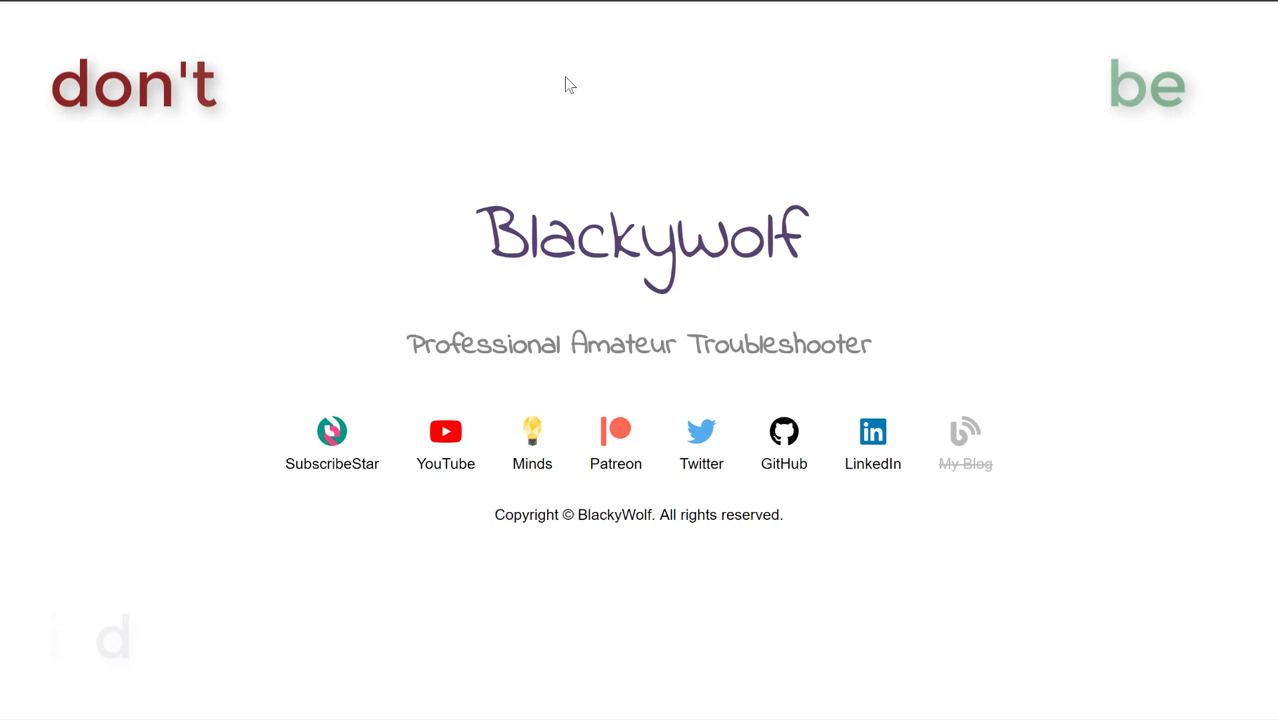 don't
be
BlackyWolf
Professional Amateur Troubleshooter
SubscribeStar
YouTube
Minds
Patreon
Twitter
GitHub
LinkedIn
My Blog
Copyright © BlackyWolf. All rights reserved.